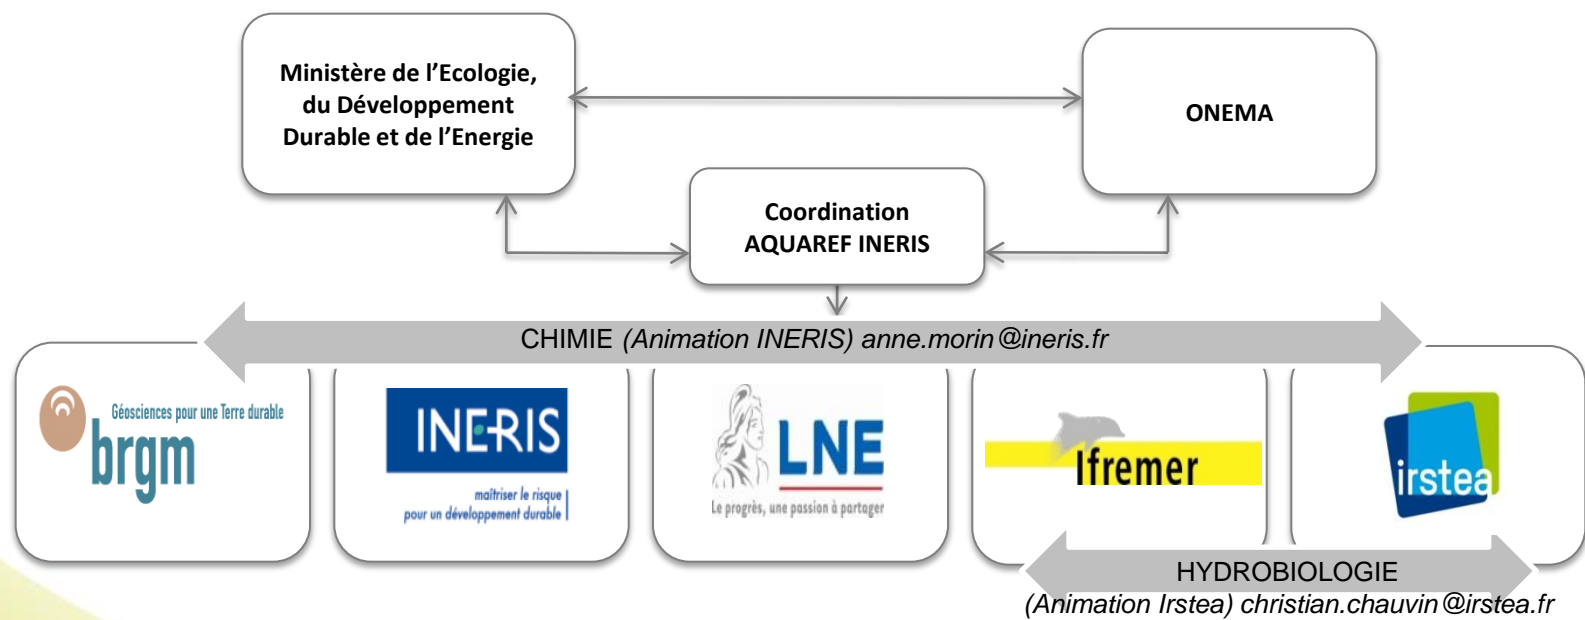 Ministère de l’Ecologie,
du Développement
Durable et de l’Energie
ONEMA
Coordination
AQUAREF INERIS
CHIMIE (Animation INERIS) anne.morin@ineris.fr
Géosciences pour une Terre durable
brgm
INERIS
maîtriser le risque
pour un développement durable
LNE
Le progrès, une passion à partager
Ifremer
irstea
HYDROBIOLOGIE
(Animation Irstea) christian.chauvin@irstea.fr